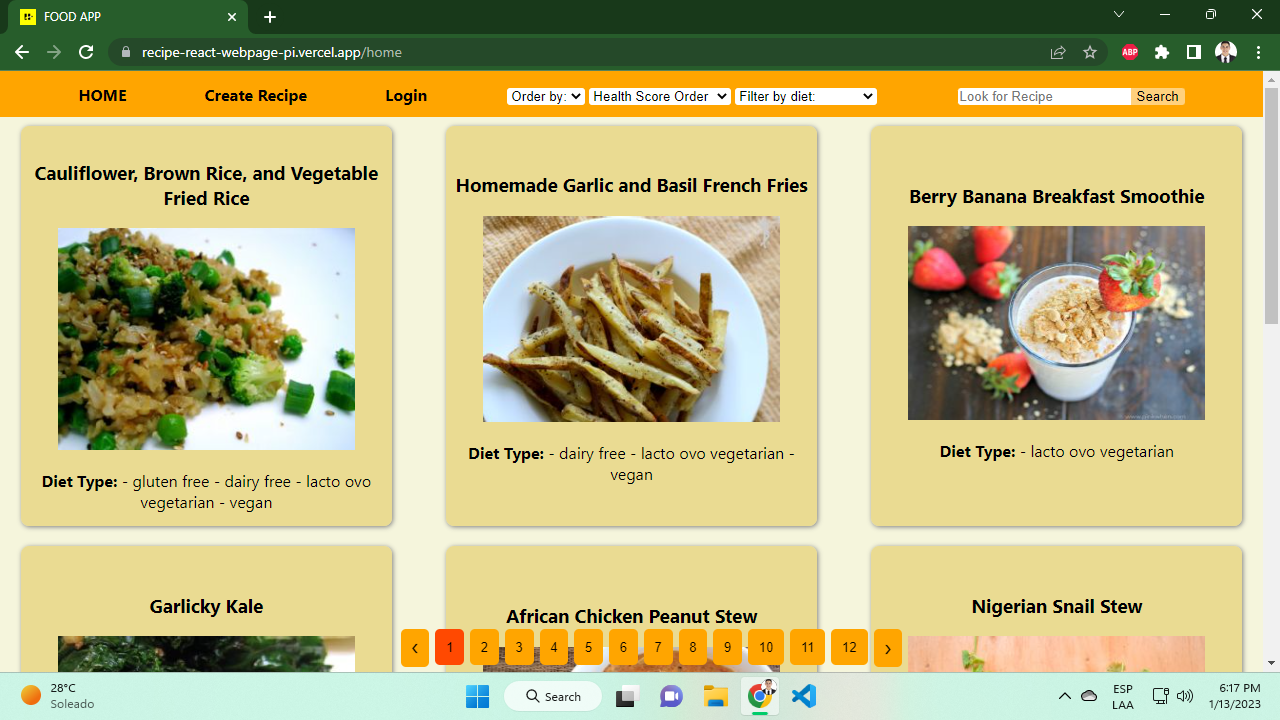 FOOD APP
recipe-react-webpage-pi.vercel.app/home
ABP
HOME
Create Recipe
Login
Order by:
Health Score Order
Filter by diet:
Look for Recipe
Search
Cauliflower, Brown Rice, and Vegetable
Fried Rice
Diet Type: - gluten free - dairy free - lacto ovo
vegetarian - vegan
Homemade Garlic and Basil French Fries
Diet Type: - dairy free - lacto ovo vegetarian -
vegan
Berry Banana Breakfast Smoothie
Diet Type: - lacto ovo vegetarian
Garlicky Kale
African Chicken Peanut Stew
Nigerian Snail Stew
‹ 1 2 3 4 5 6 7 8 9 10 11 12 ›
28°C
Soleado
Search
ESP
LAA
6:17 PM
1/13/2023